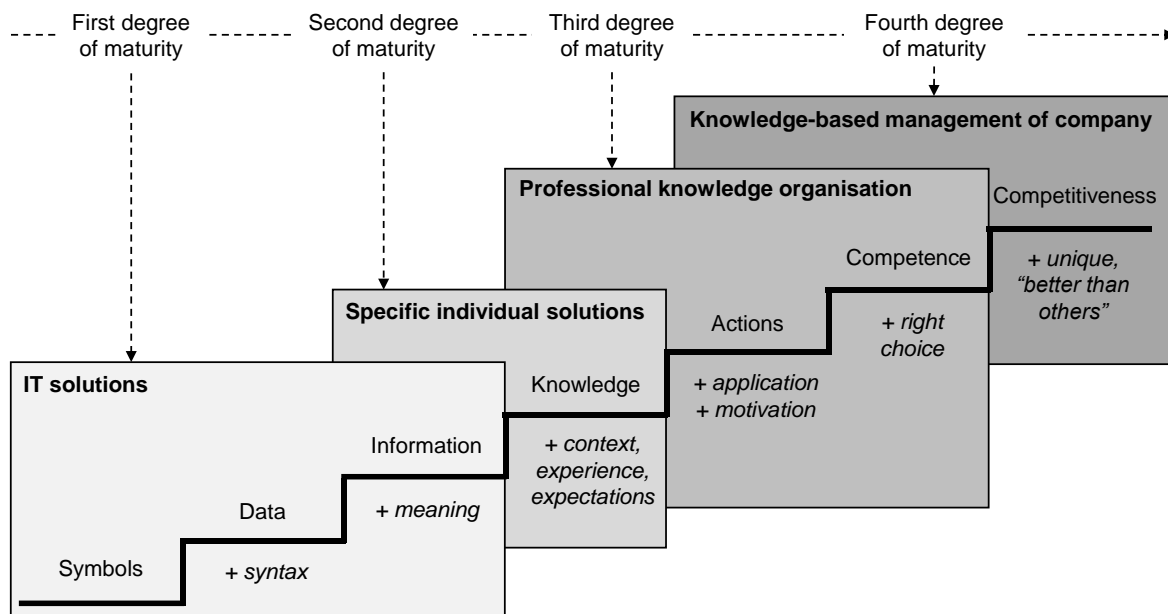 First degree
of maturity
Second degree
of maturity
Third degree
of maturity
Fourth degree
of maturity
Knowledge-based management of company
Professional knowledge organisation
Competitiveness
+ unique,
“better than
others”
Competence
+ right
choice
Specific individual solutions
Actions
+ application
+ motivation
IT solutions
Knowledge
+ context,
experience,
expectations
Information
+ meaning
Data
+ syntax
Symbols